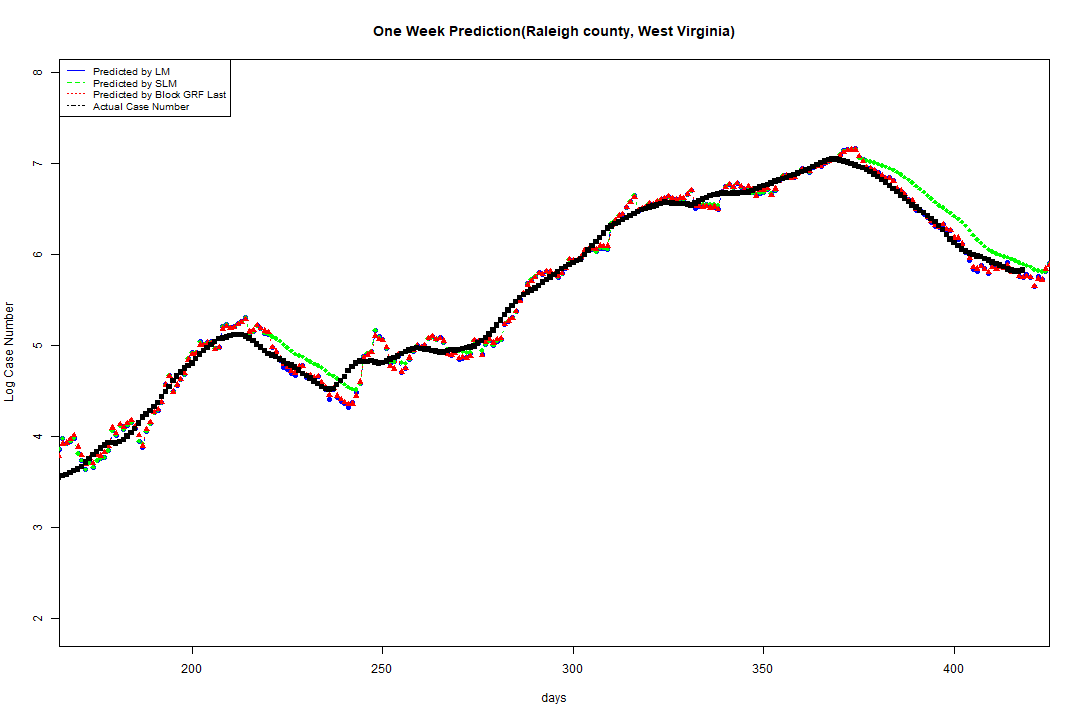 One Week Prediction(Raleigh county, West Virginia)
Predicted by LM
Predicted by SLM
Predicted by Block GRF Last
Actual Case Number
8
7
6
5
4
3
2
Log Case Number
200 250 300 350 400
days